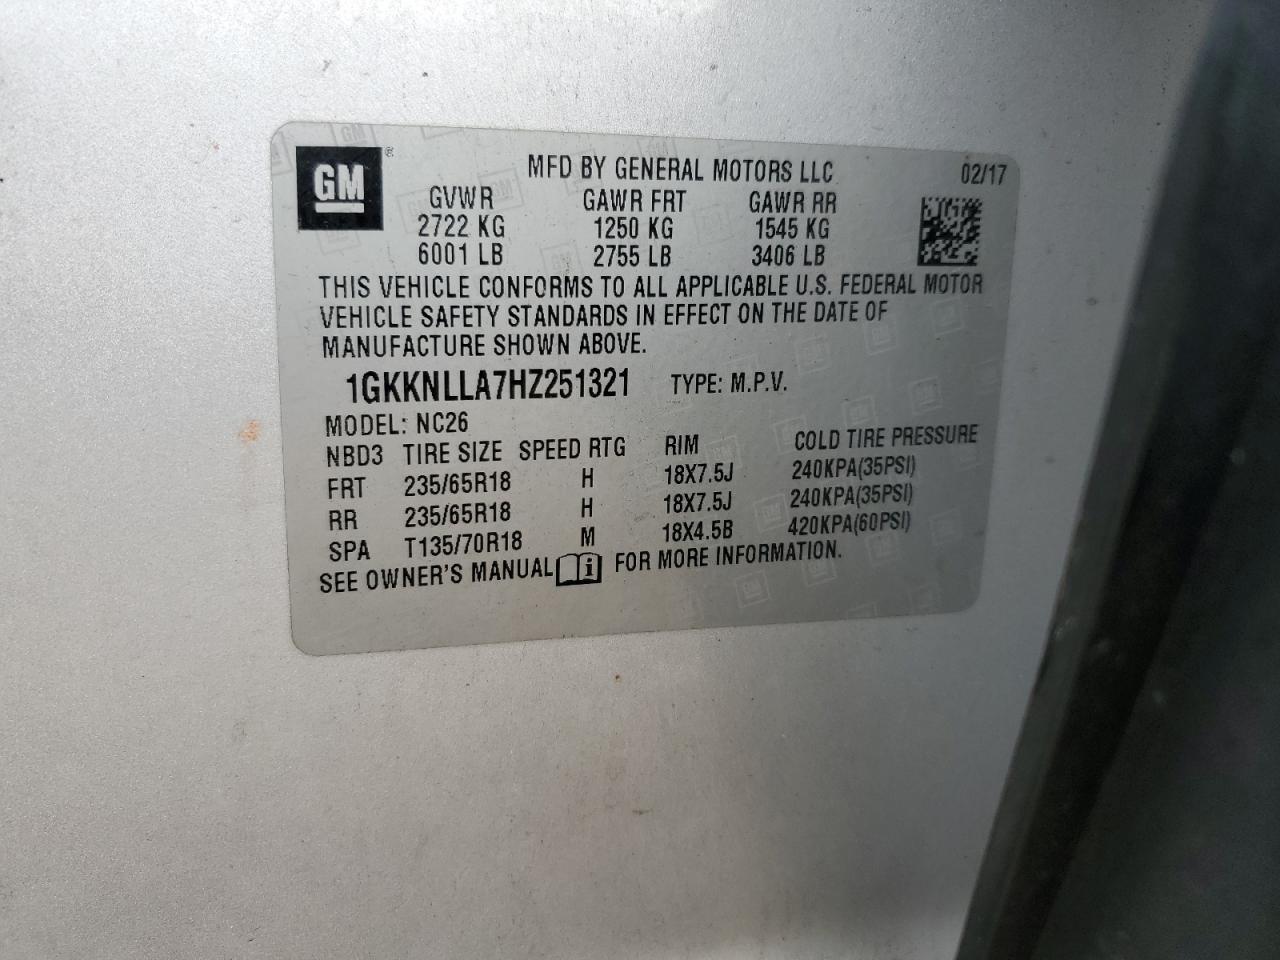 GM ®
MFD BY GENERAL MOTORS LLC 02/17
GVWR GAWR FRT GAWR RR
2722 KG 1250 KG 1545 KG
6001 LB 2755 LB 3406 LB
THIS VEHICLE CONFORMS TO ALL APPLICABLE U.S. FEDERAL MOTOR
VEHICLE SAFETY STANDARDS IN EFFECT ON THE DATE OF
MANUFACTURE SHOWN ABOVE.
1GKKNLLA7HZ251321 TYPE: M.P.V.
MODEL: NC26
NBD3 TIRE SIZE SPEED RTG RIM COLD TIRE PRESSURE
FRT 235/65R18 H 18X7.5J 240KPA(35PSI)
RR 235/65R18 H 18X7.5J 240KPA(35PSI)
SPA T135/70R18 M 18X4.5B 420KPA(60PSI)
SEE OWNER'S MANUAL i FOR MORE INFORMATION.